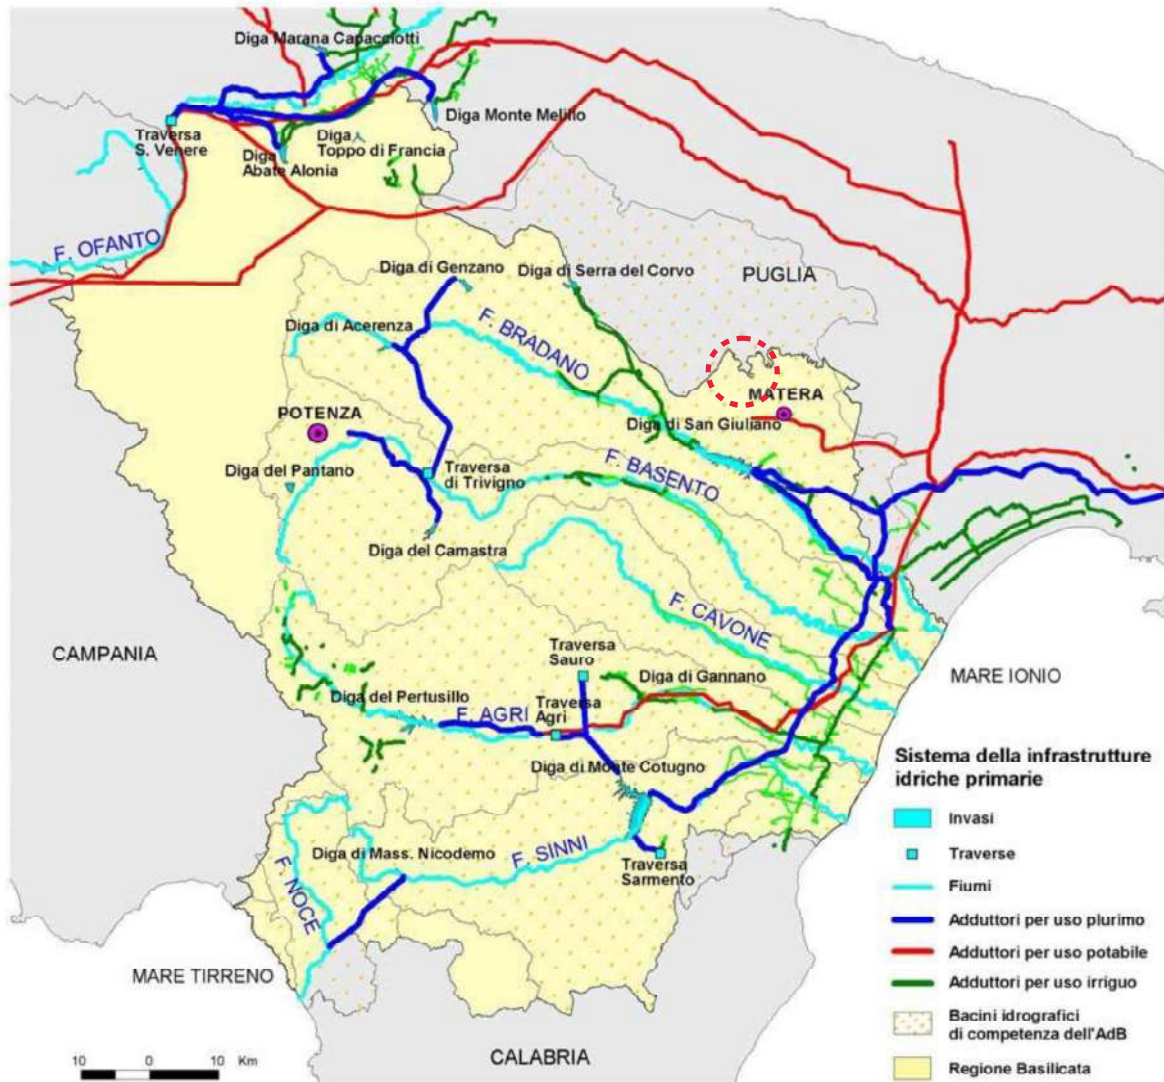 Diga Marana Capacciotti
Diga Monte Melillo
Traversa
S. Venere
Diga
Toppo di Francia
Diga
Abate Alonia
F. OFANTO
Diga di Genzano
Diga di Serra del Corvo
PUGLIA
Diga di Acerenza
F. BRADANO
MATERA
POTENZA
Diga di San Giuliano
Diga del Pantano
Traversa
di Trivigno
F. BASENTO
Diga del Camastra
F. CAVONE
CAMPANIA
Traversa
Sauro
Diga di Gannano
MARE IONIO
Diga del Pertusillo
F. AGRI
Traversa
Agri
Diga di Monte Cotugno
Diga di Mass. Nicodemo
F. SINNI
Traversa
Sarmento
F. NOCE
MARE TIRRENO
CALABRIA
10 0 10 Km
Sistema della infrastrutture
idriche primarie
Invasi
Traverse
Fiumi
Adduttori per uso plurimo
Adduttori per uso potabile
Adduttori per uso irriguo
Bacini idrografici
di competenza dell'AdB
Regione Basilicata